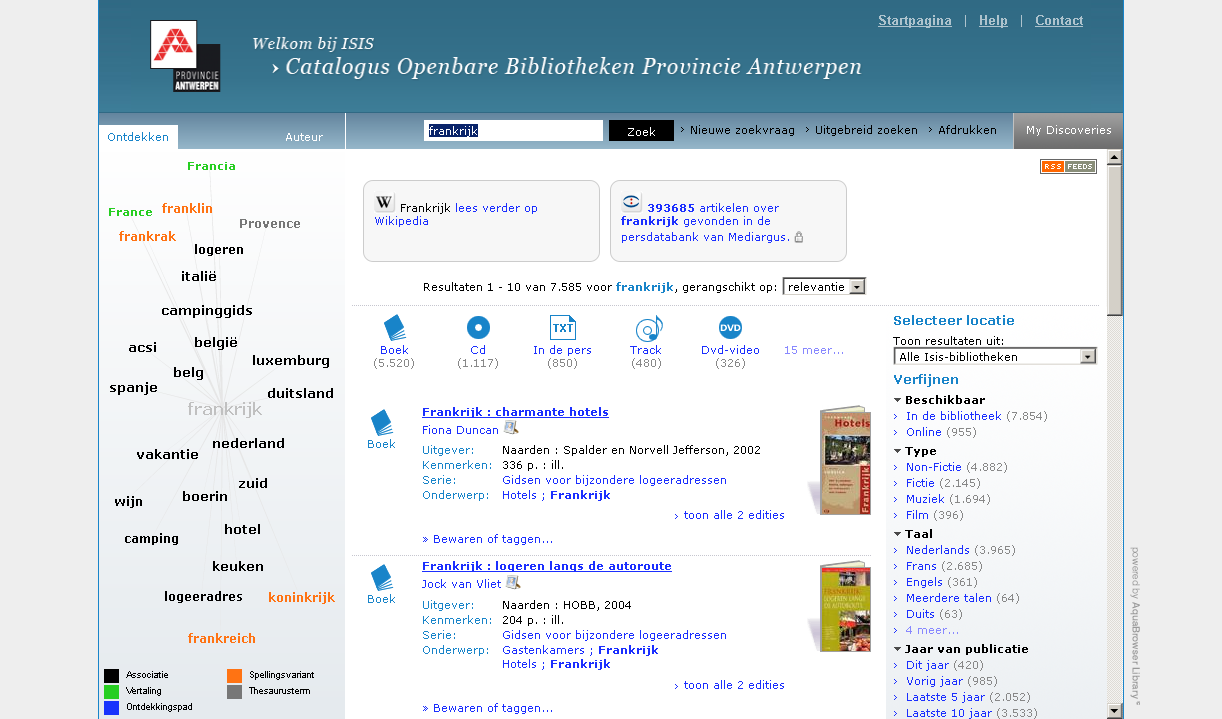 Startpagina | Help | Contact
PROVINCIE
ANTWERPEN
Welkom bij ISIS
› Catalogus Openbare Bibliotheken Provincie Antwerpen
Ontdekken
Auteur
frankrijk
Zoek
› Nieuwe zoekvraag › Uitgebreid zoeken › Afdrukken
My Discoveries
Francia
France
franklin
Provence
frankrak
logeren
italië
campinggids
acsi
belgië
luxemburg
belg
spanje
duitsland
frankrijk
nederland
vakantie
zuid
wijn
boerin
hotel
camping
keuken
logeeradres
koninkrijk
frankreich
Associatie
Spellingsvariant
Vertaling
Thesaurusterm
Ontdekkingspad
RSS FEEDS
W Frankrijk lees verder op
Wikipedia
393685 artikelen over
frankrijk gevonden in de
persdatabank van Mediargus.
Resultaten 1 - 10 van 7.585 voor frankrijk, gerangschikt op: relevantie
Boek
(5.520)
Cd
(1.117)
TXT
In de pers
(850)
Track
(480)
DVD
Dvd-video
(326)
15 meer...
Boek
Frankrijk : charmante hotels
Fiona Duncan
Uitgever: Naarden : Spalder en Norvell Jefferson, 2002
Kenmerken: 336 p. : ill.
Serie: Gidsen voor bijzondere logeeradressen
Onderwerp: Hotels ; Frankrijk
› toon alle 2 edities
» Bewaren of taggen...
Hotels
Frankrijk
Boek
Frankrijk : logeren langs de autoroute
Jock van Vliet
Uitgever: Naarden : HOBB, 2004
Kenmerken: 204 p. : ill.
Serie: Gidsen voor bijzondere logeeradressen
Onderwerp: Gastenkamers ; Frankrijk
Hotels ; Frankrijk
› toon alle 2 edities
» Bewaren of taggen...
FRANKRIJK
LOGEREN LANGS
DE AUTOROUTE
Selecteer locatie
Toon resultaten uit:
Alle Isis-bibliotheken
Verfijnen
Beschikbaar
› In de bibliotheek (7.854)
› Online (955)
Type
› Non-Fictie (4.882)
› Fictie (2.145)
› Muziek (1.694)
› Film (396)
Taal
› Nederlands (3.965)
› Frans (2.685)
› Engels (361)
› Meerdere talen (64)
› Duits (63)
› 4 meer...
Jaar van publicatie
› Dit jaar (420)
› Vorig jaar (985)
› Laatste 5 jaar (2.052)
› Laatste 10 jaar (3.533)
powered by AquaBrowser Library®